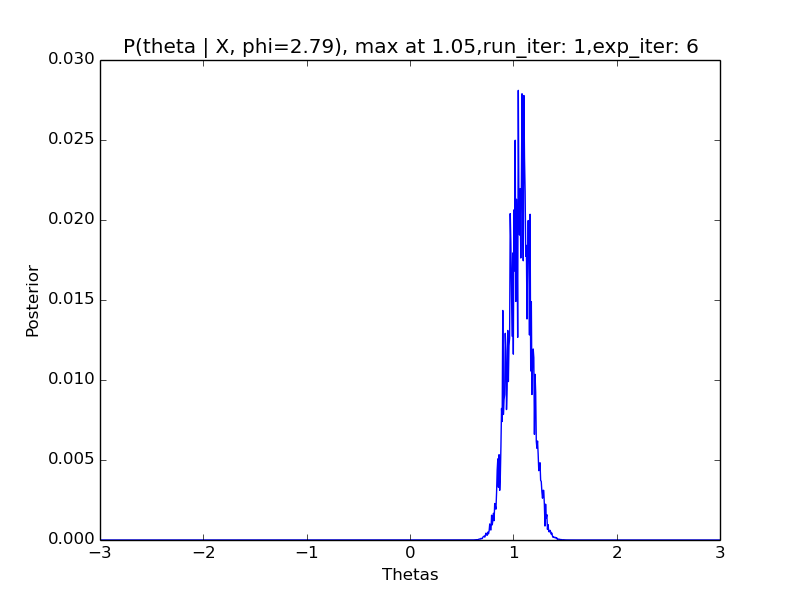 P(theta | X, phi=2.79), max at 1.05,run_iter: 1,exp_iter: 6
0.030
0.025
0.020
0.015
0.010
0.005
0.000
Posterior
−3 −2 −1 0 1 2 3
Thetas